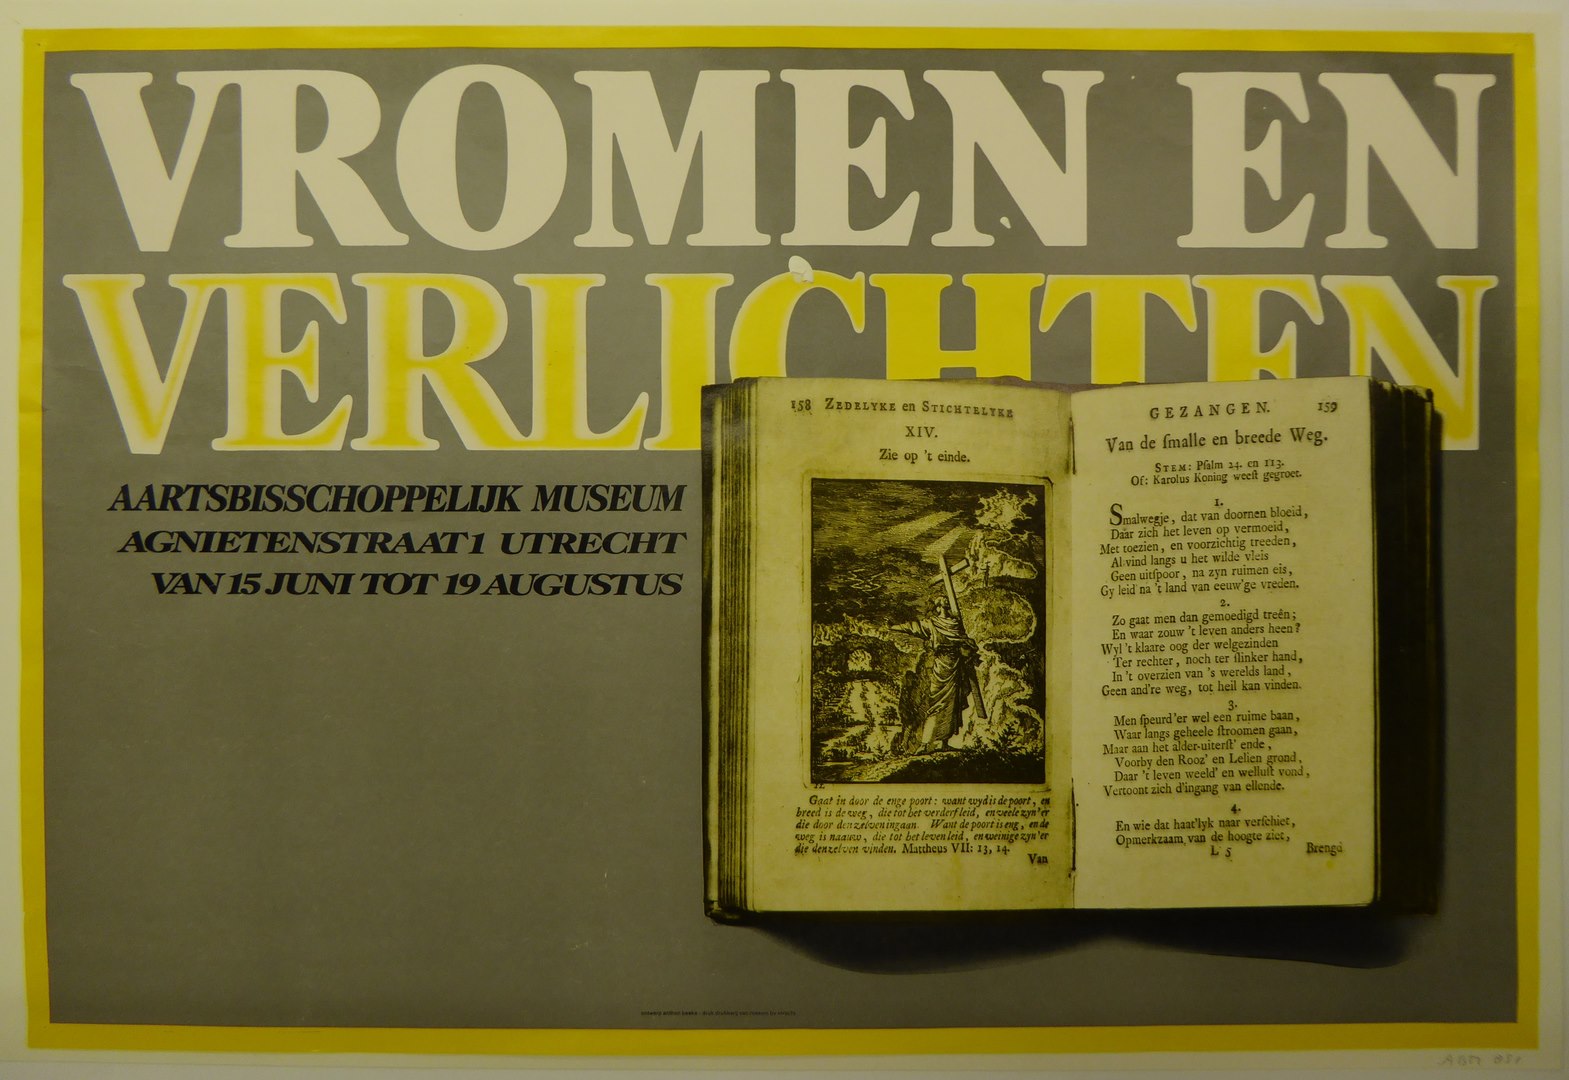 VROMEN EN
VERLICHTEN
AARTSBISSCHOPPELIJK MUSEUM
AGNIETENSTRAAT 1 UTRECHT
VAN 15 JUNI TOT 19 AUGUSTUS
158 ZEDELYKE en STICHTELYKE
XIV.
Zie op 't einde.
Gaat in door de enge poort: want wyd is de poort, en
breed is de weg, die tot het verderf leid, en veele zyn'er
die door den zelven ingaan. Want de poort is eng, en de
weg is naauw, die tot het leven leid, en weinige zyn'er
die denzelven vinden. Mattheus VII: 13, 14.
Van
GEZANGEN. 159
Van de ſmalle en breede Weg.
STEM: Pſalm 24. en 113.
Of: Karolus Koning weeſt gegroet.
1.
Smalwegje, dat van doornen bloeid,
Daar zich het leven op vermoeid,
Met toezien, en voorzichtig treeden,
Al vind langs u het wilde vleis
Geen uitſpoor, na zyn ruimen eis,
Gy leid na 't land van eeuw'ge vreden.
2.
Zo gaat men dan gemoedigd treên;
En waar zouw 't leven anders heen?
Wyl 't klaare oog der welgezinden
Ter rechter, noch ter ſlinker hand,
In 't overzien van 's werelds land,
Geen and're weg, tot heil kan vinden.
3.
Men ſpeurd'er wel een ruime baan,
Waar langs geheele ſtroomen gaan,
Maar aan het alder-uiterſt' ende,
Voorby den Rooz' en Lelien grond,
Daar 't leven weeld' en welluſt vond,
Vertoont zich d'ingang van ellende.
4.
En wie dat haat'lyk naar verſchiet,
Opmerkzaam van de hoogte ziet,
L 5 Brengd
ontwerp anthon beeke - druk drukkerij van